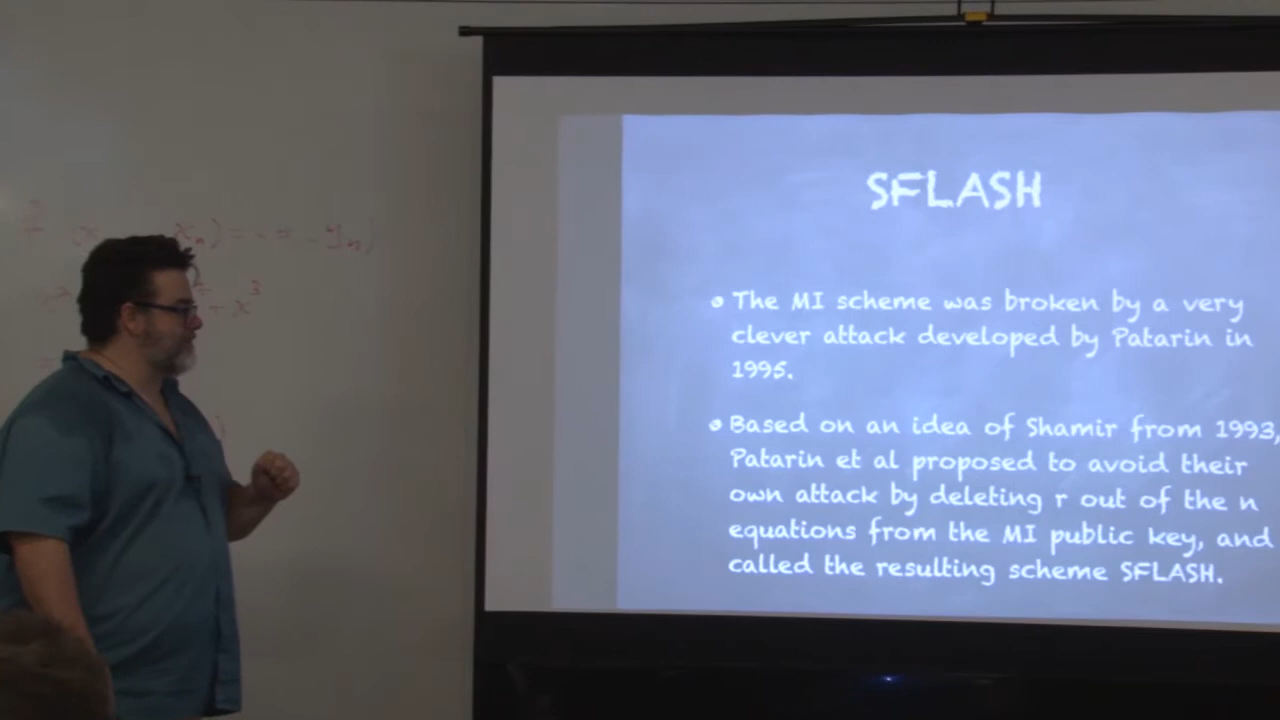 SFLASH
The MI scheme was broken by a very
clever attack developed by Patarin in
1995.
Based on an idea of Shamir from 1993,
Patarin et al proposed to avoid their
own attack by deleting r out of the n
equations from the MI public key, and
called the resulting scheme SFLASH.